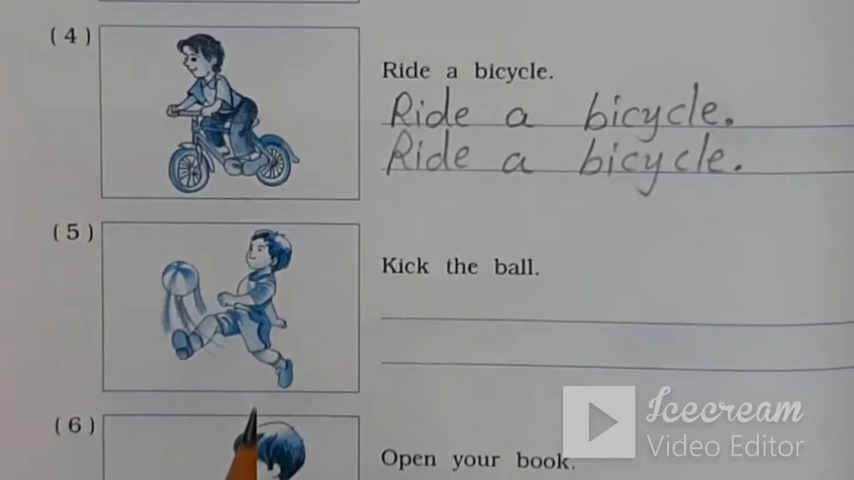 (4)
Ride a bicycle.
Ride a bicycle.
Ride a bicycle.
(5)
Kick the ball.
(6)
Open your book.
Icecream
Video Editor